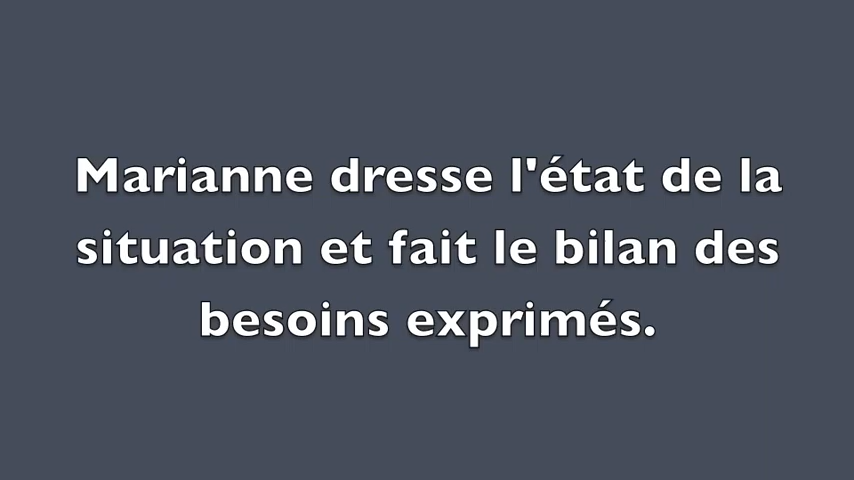 Marianne dresse l'état de la
situation et fait le bilan des
besoins exprimés.